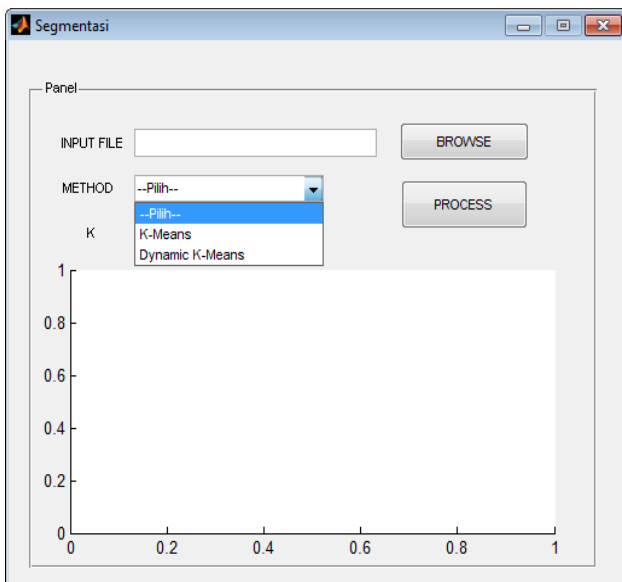 Segmentasi
Panel
INPUT FILE
BROWSE
METHOD
--Pilih--
PROCESS
--Pilih--
K-Means
Dynamic K-Means
K
1
0.8
0.6
0.4
0.2
0
0 0.2 0.4 0.6 0.8 1